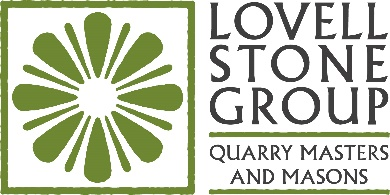 LOVELL
STONE
GROUP
QUARRY MASTERS
AND MASONS